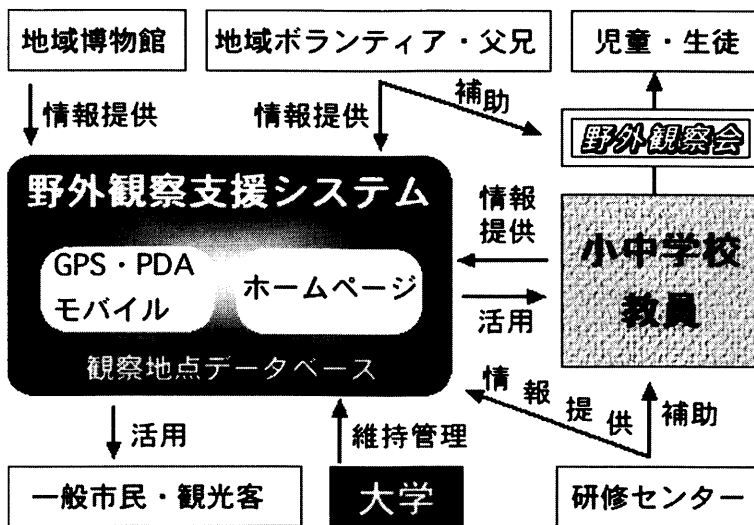 地域博物館
地域ボランティア・父兄
児童・生徒
情報提供
情報提供
補助
野外観察会
野外観察支援システム
GPS・PDA
モバイル
ホームページ
観察地点データベース
情報
提供
活用
小中学校
教員
活用
維持管理
情報提供
補助
一般市民・観光客
大学
研修センター